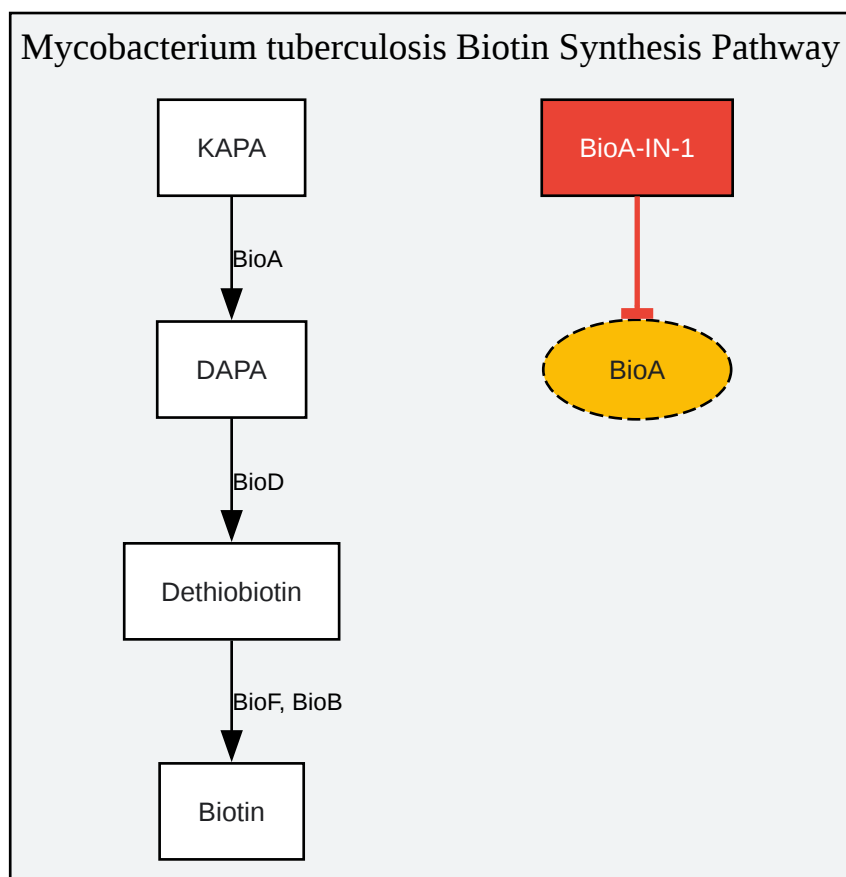 Mycobacterium tuberculosis Biotin Synthesis Pathway
KAPA
BioA-IN-1
BioA
DAPA
BioA
BioD
Dethiobiotin
BioF, BioB
Biotin